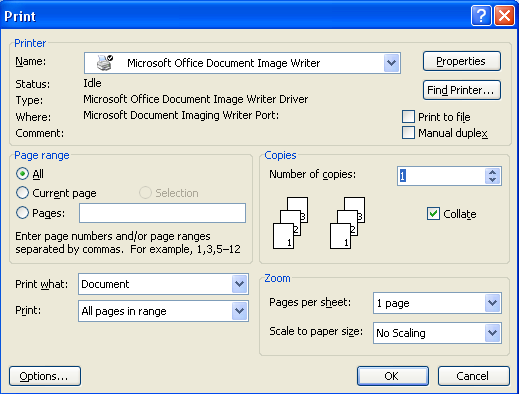 Print
Printer
Name: Microsoft Office Document Image Writer Properties
Status: Idle
Type: Microsoft Office Document Image Writer Driver Find Printer...
Where: Microsoft Document Imaging Writer Port: Print to file
Comment: Manual duplex
Page range
All
Current page Selection
Pages:
Enter page numbers and/or page ranges
separated by commas. For example, 1,3,5–12
Copies
Number of copies: 1
3 3
2 2
1 1
Collate
Print what: Document
Print: All pages in range
Zoom
Pages per sheet: 1 page
Scale to paper size: No Scaling
Options... OK Cancel